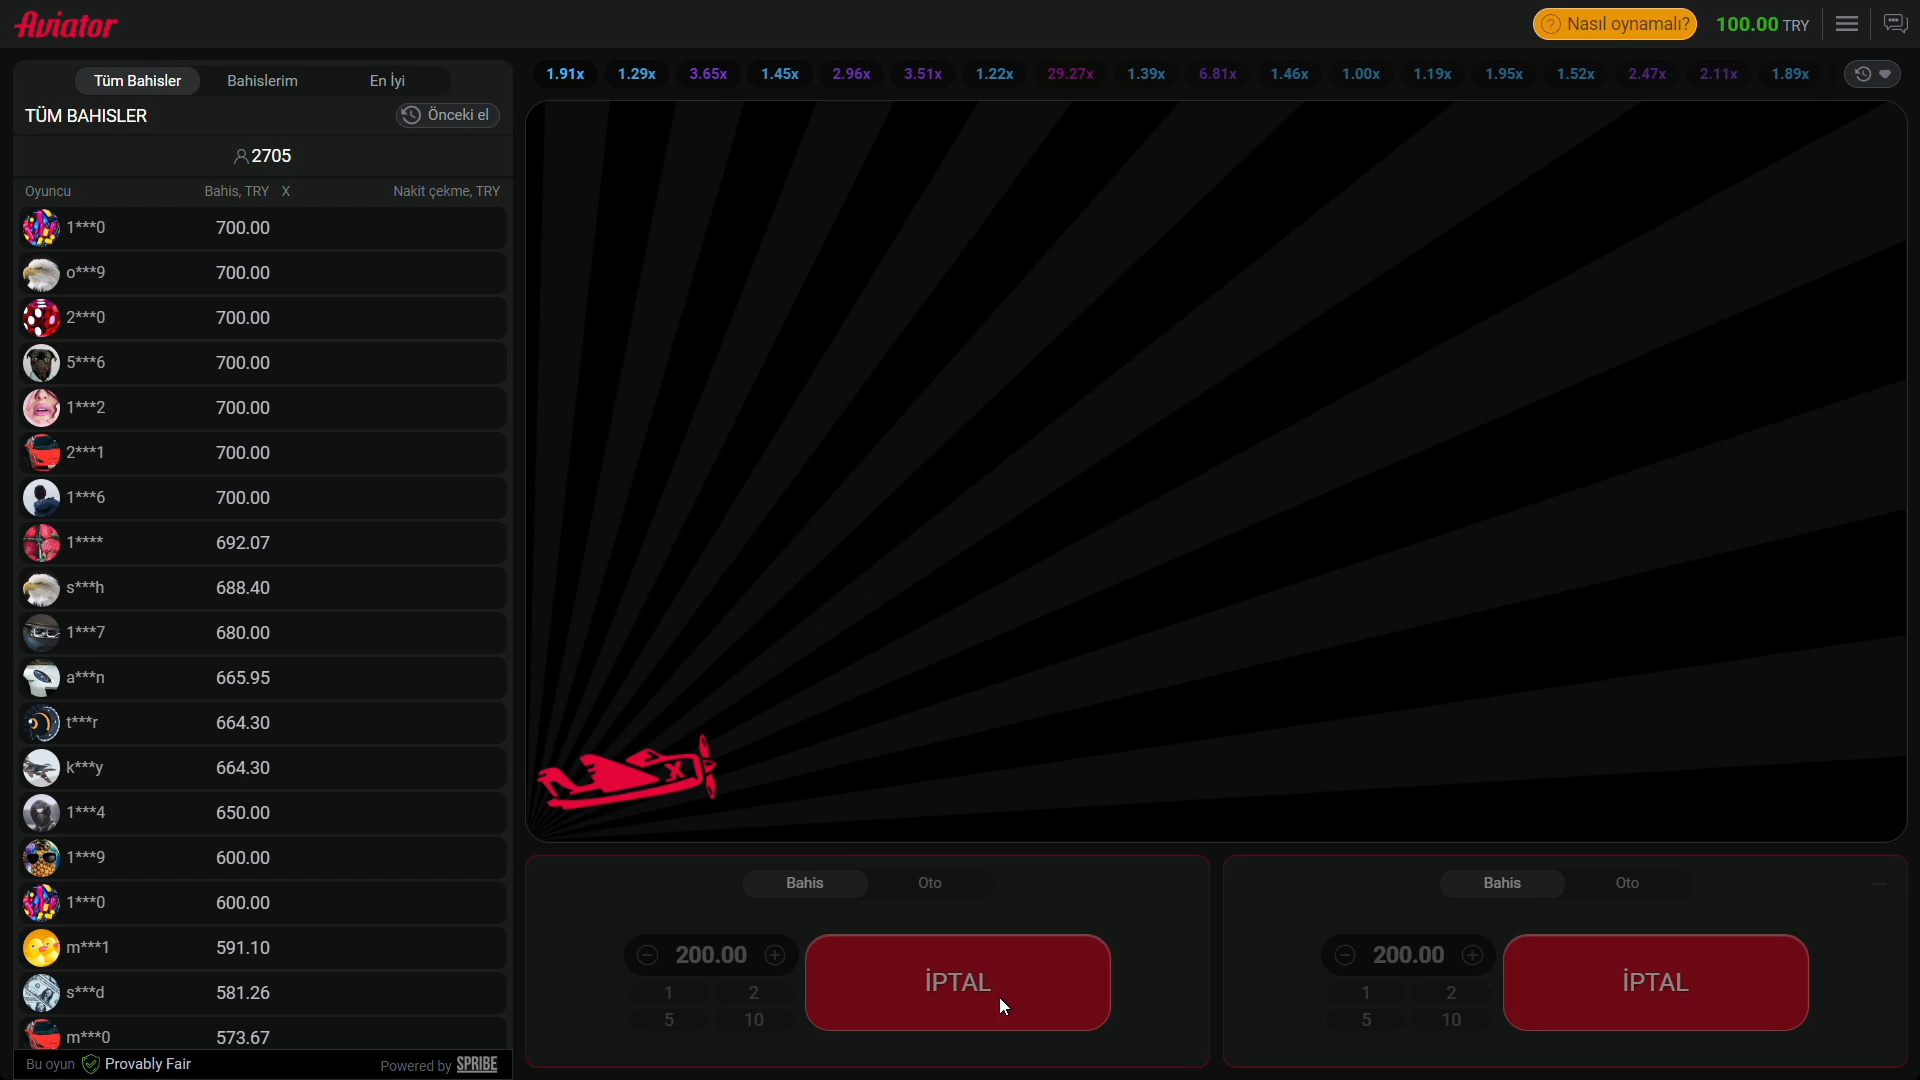 Aviator
? Nasıl oynamalı? 100.00 TRY
Tüm Bahisler Bahislerim En İyi
TÜM BAHISLER Önceki el
2705
Oyuncu Bahis, TRY X Nakit çekme, TRY
1***0 700.00
o***9 700.00
2***0 700.00
5***6 700.00
1***2 700.00
2***1 700.00
1***6 700.00
1**** 692.07
s***h 688.40
1***7 680.00
a***n 665.95
t***r 664.30
k***y 664.30
1***4 650.00
1***9 600.00
1***0 600.00
m***1 591.10
s***d 581.26
m***0 573.67
Bu oyun Provably Fair Powered by SPRIBE
1.91x 1.29x 3.65x 1.45x 2.96x 3.51x 1.22x 29.27x 1.39x 6.81x 1.46x 1.00x 1.19x 1.95x 1.52x 2.47x 2.11x 1.89x
X
Bahis Oto
200.00
1 2
5 10
İPTAL
Bahis Oto
200.00
1 2
5 10
İPTAL